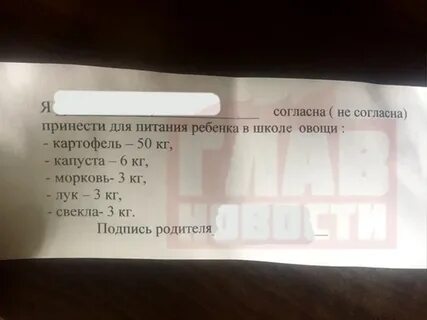 Я согласна ( не согласна)
принести для питания ребенка в школе овощи :
- картофель – 50 кг,
- капуста – 6 кг,
- морковь- 3 кг,
- лук – 3 кг,
- свекла- 3 кг.
Подпись родителя
ГЛАВ
НОВОСТИ